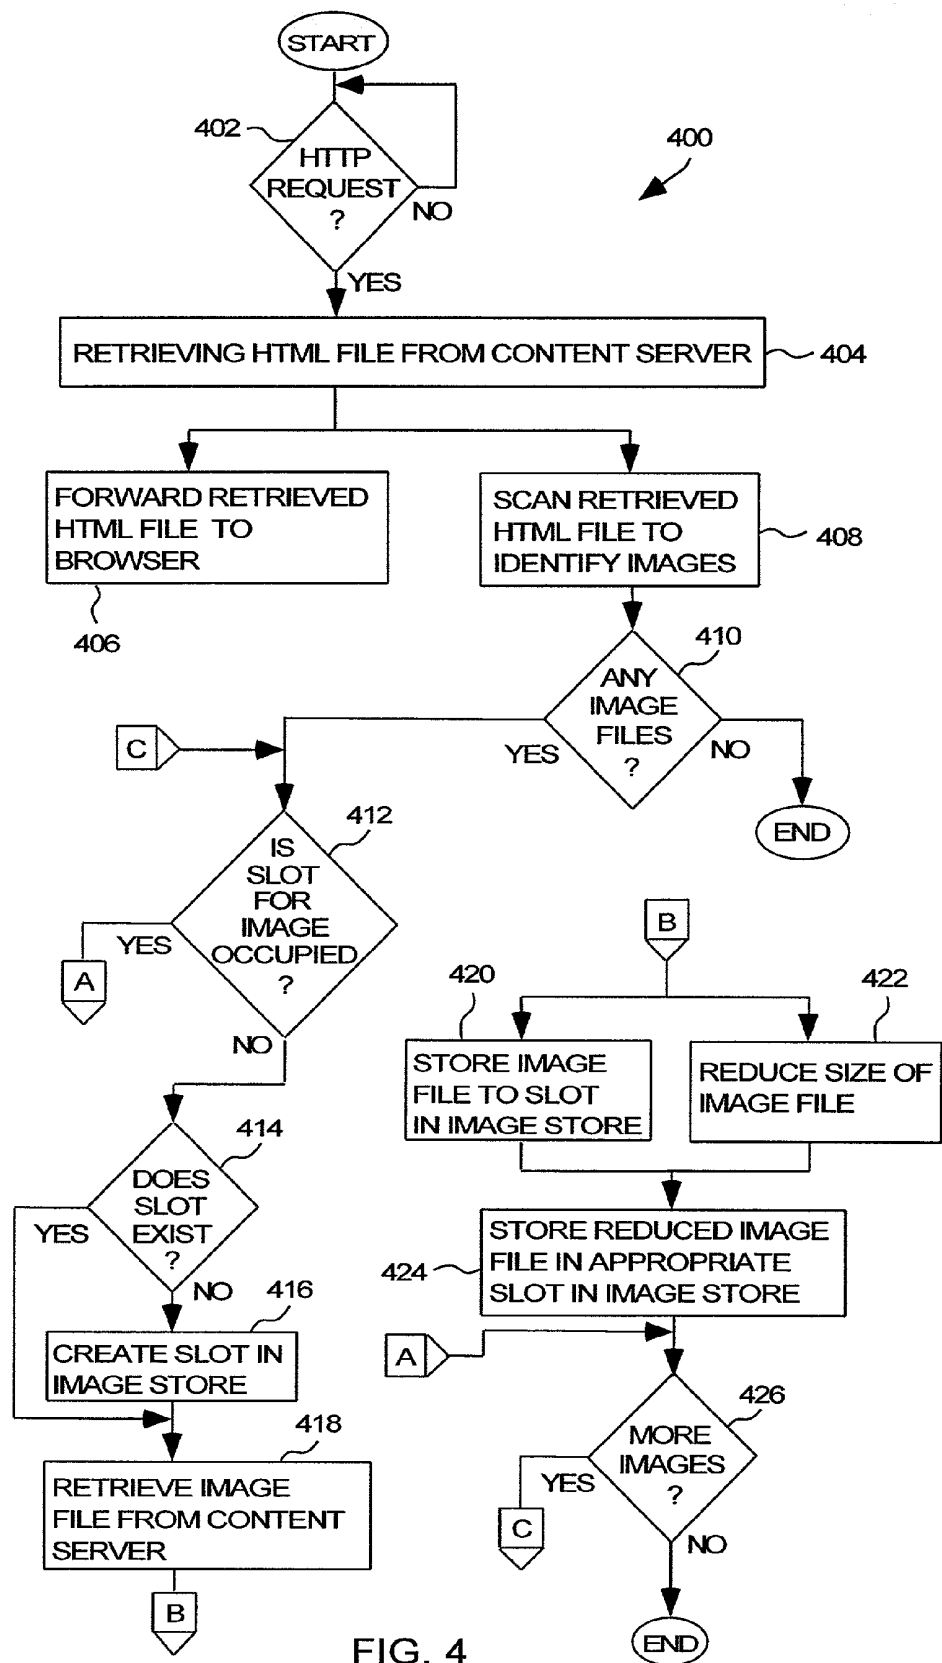 START
402
HTTP
REQUEST
?
NO
400
YES
RETRIEVING HTML FILE FROM CONTENT SERVER
404
FORWARD RETRIEVED
HTML FILE TO
BROWSER
406
SCAN RETRIEVED
HTML FILE TO
IDENTIFY IMAGES
408
410
ANY
IMAGE
FILES
?
YES
NO
END
C
412
IS
SLOT
FOR
IMAGE
OCCUPIED
?
YES
A
NO
414
DOES
SLOT
EXIST
?
YES
NO
416
CREATE SLOT IN
IMAGE STORE
418
RETRIEVE IMAGE
FILE FROM CONTENT
SERVER
B
B
420
STORE IMAGE
FILE TO SLOT
IN IMAGE STORE
422
REDUCE SIZE OF
IMAGE FILE
STORE REDUCED IMAGE
FILE IN APPROPRIATE
SLOT IN IMAGE STORE
424
A
426
MORE
IMAGES
?
YES
C
NO
END
FIG. 4